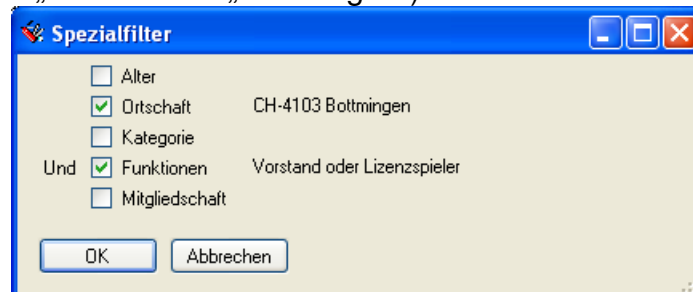 Spezialfilter
Alter
Ortschaft CH-4103 Bottmingen
Kategorie
Und Funktionen Vorstand oder Lizenzspieler
Mitgliedschaft
OK Abbrechen